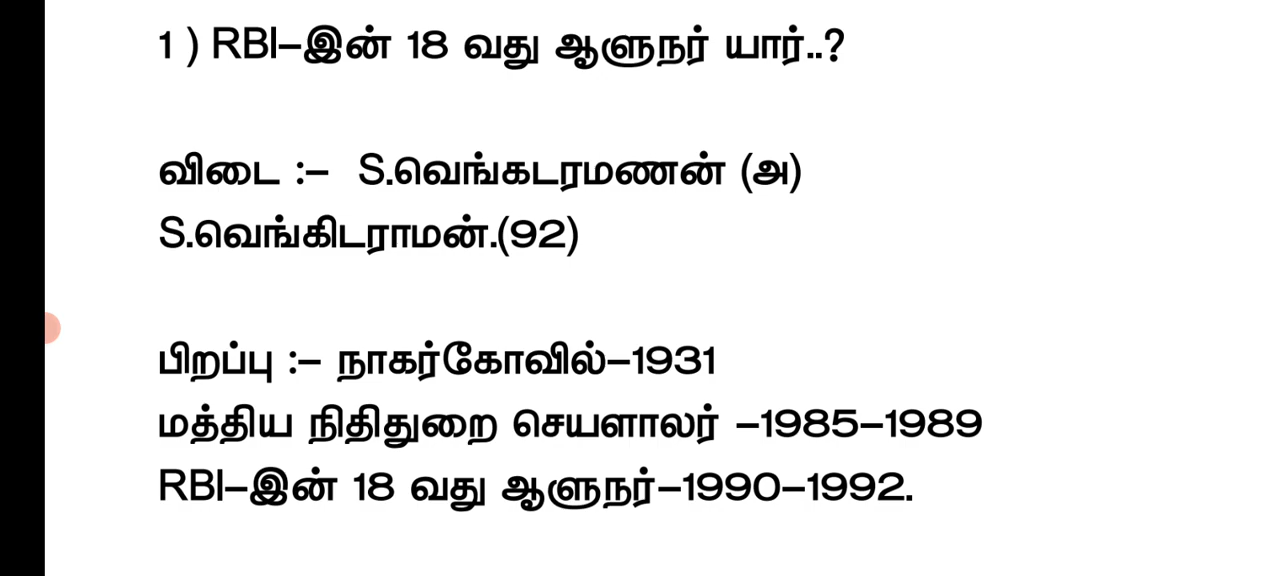 1 ) RBI–இன் 18 வது ஆளுநர் யார்..?
விடை :– S.வெங்கடரமணன் (அ)
S.வெங்கிடராமன்.(92)
பிறப்பு :– நாகர்கோவில்–1931
மத்திய நிதிதுறை செயளாலர் –1985–1989
RBI–இன் 18 வது ஆளுநர்–1990–1992.